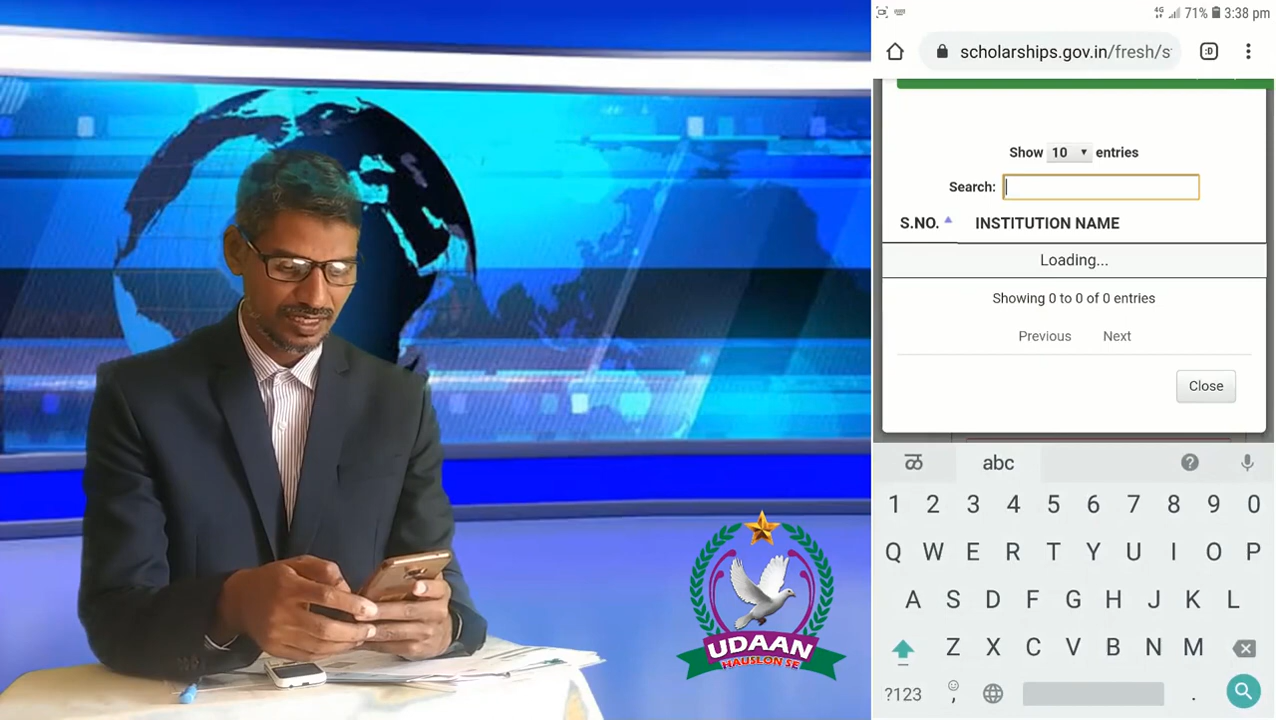 4G 71% 3:38 pm
scholarships.gov.in/fresh/s
:D
Show 10 entries
Search:
S.NO. INSTITUTION NAME
Loading...
Showing 0 to 0 of 0 entries
Previous Next
Close
abc
1 2 3 4 5 6 7 8 9 0
Q W E R T Y U I O P
A S D F G H J K L
Z X C V B N M
?123 , .
UDAAN
HAUSLON SE